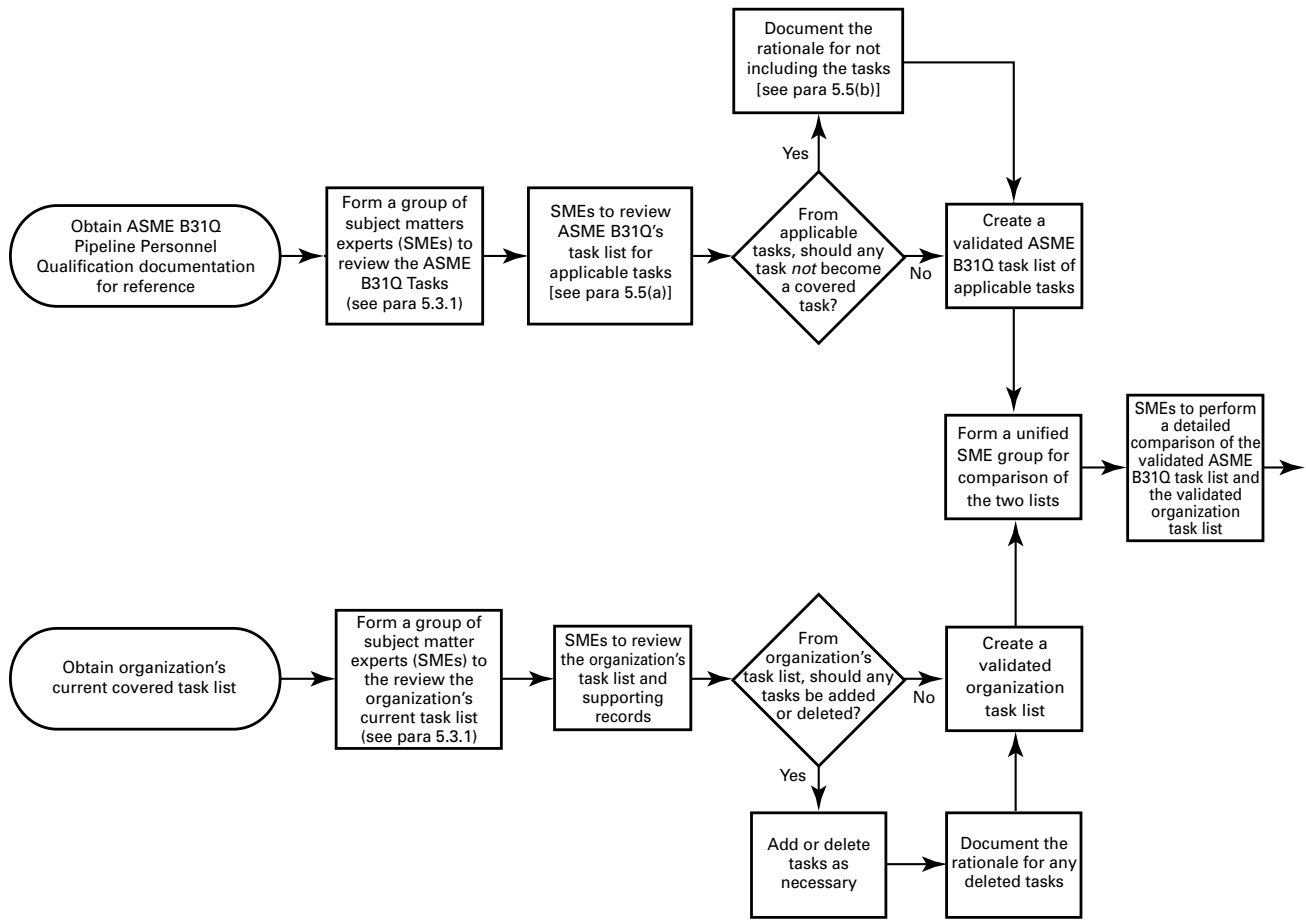 Document the
rationale for not
including the tasks
[see para 5.5(b)]
Yes
Obtain ASME B31Q
Pipeline Personnel
Qualification documentation
for reference
Form a group of
subject matters
experts (SMEs) to
review the ASME
B31Q Tasks
(see para 5.3.1)
SMEs to review
ASME B31Q's
task list for
applicable tasks
[see para 5.5(a)]
From
applicable
tasks, should any
task not become
a covered
task?
No
Create a
validated ASME
B31Q task list of
applicable tasks
Form a unified
SME group for
comparison of
the two lists
SMEs to perform
a detailed
comparison of the
validated ASME
B31Q task list and
the validated
organization
task list
Obtain organization's
current covered task list
Form a group of
subject matter
experts (SMEs) to
the review the
organization's
current task list
(see para 5.3.1)
SMEs to review
the organization's
task list and
supporting
records
From
organization's
task list, should any
tasks be added
or deleted?
No
Create a
validated
organization
task list
Yes
Add or delete
tasks as
necessary
Document the
rationale for any
deleted tasks